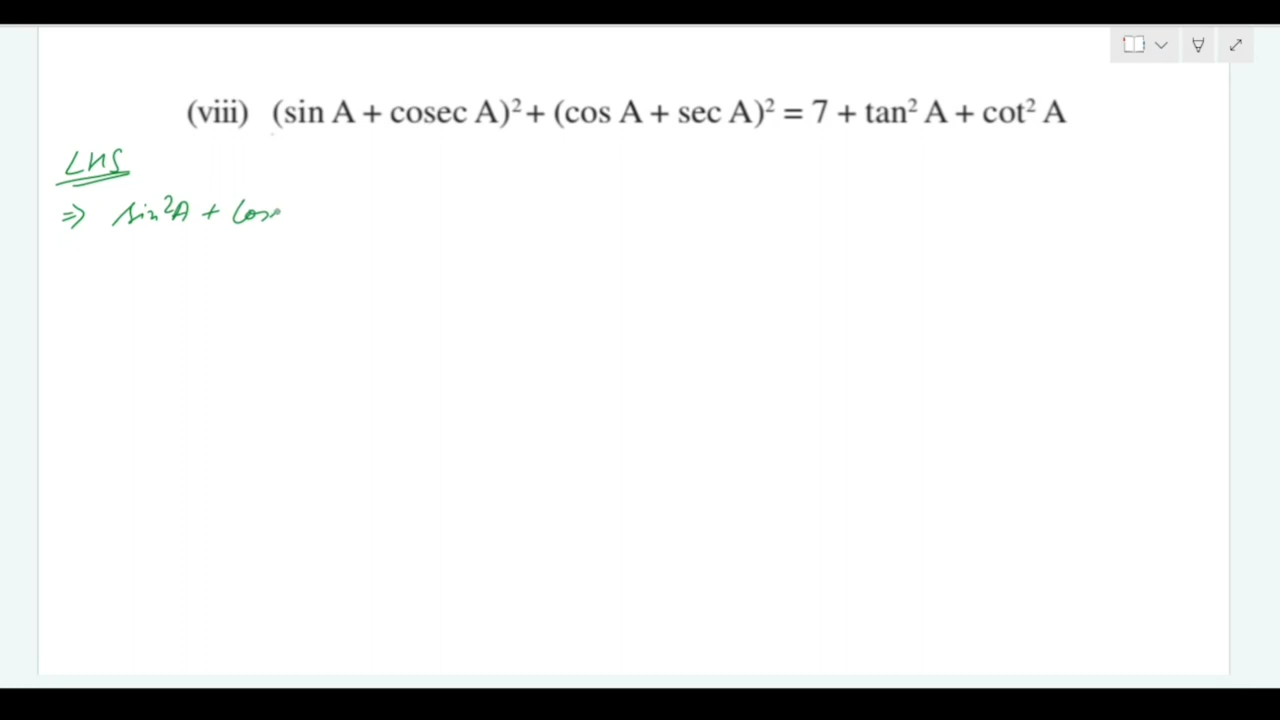 (viii) (sin A + cosec A)² + (cos A + sec A)² = 7 + tan² A + cot² A
LHS
⇒ sin²A + cos